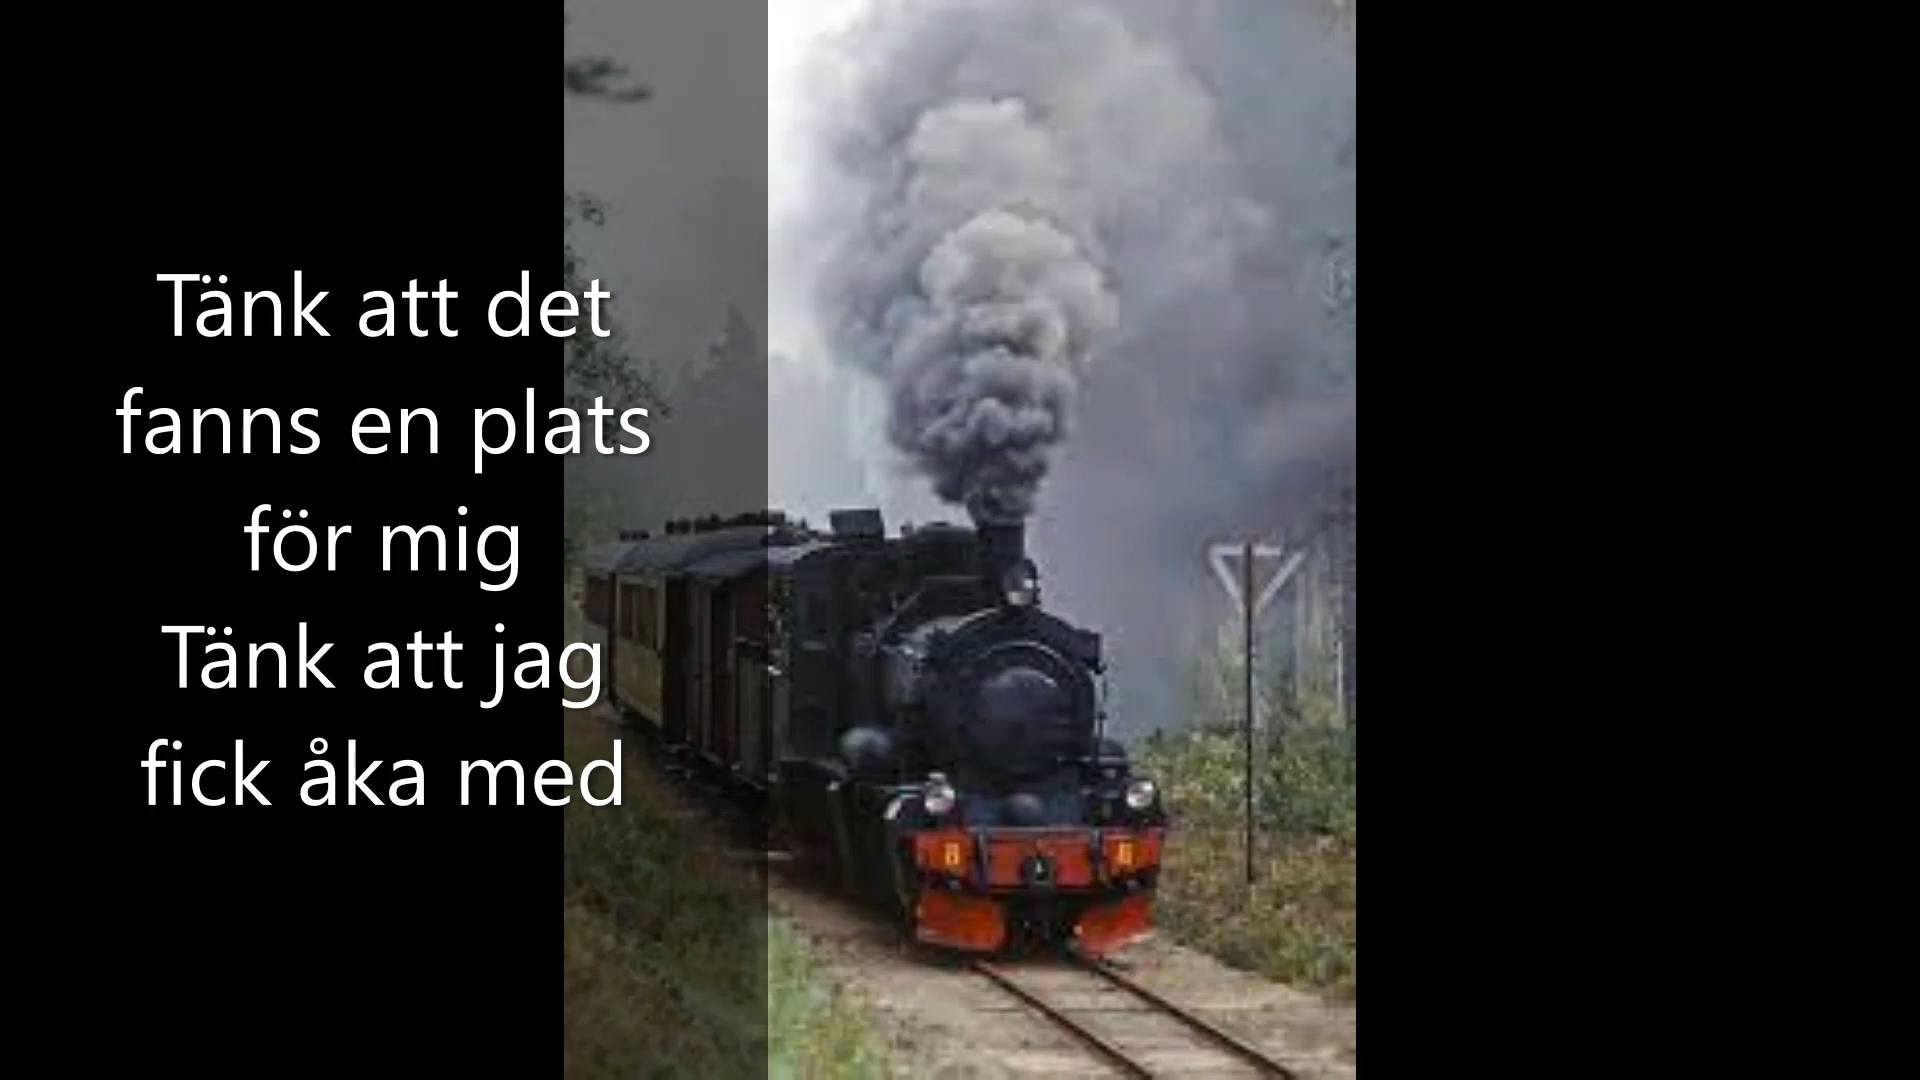 Tänk att det
fanns en plats
för mig
Tänk att jag
fick åka med